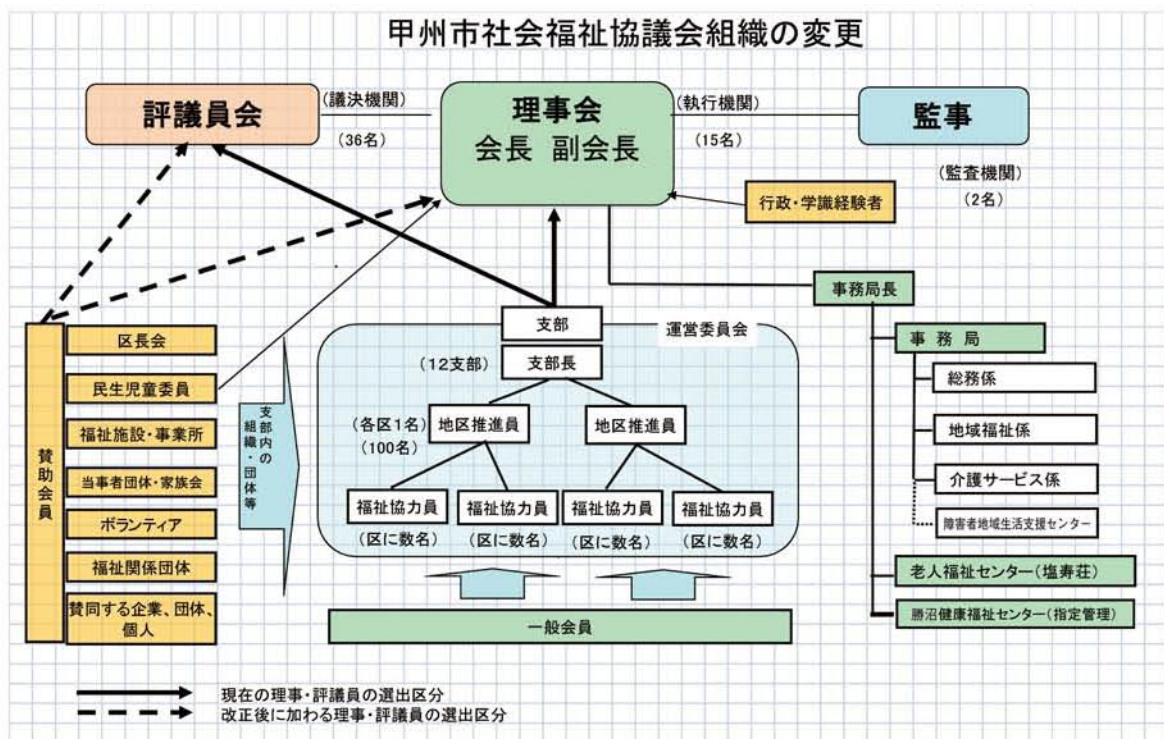 甲州市社会福祉協議会組織の変更
評議員会
(議決機関)
(36名)
理事会
会長 副会長
(執行機関)
(15名)
監事
(監査機関)
(2名)
行政・学識経験者
事務局長
事務局
総務係
地域福祉係
介護サービス係
障害者地域生活支援センター
老人福祉センター(塩寿荘)
勝沼健康福祉センター(指定管理)
支部
運営委員会
(12支部)
支部長
(各区1名)
(100名)
地区推進員
地区推進員
福祉協力員
福祉協力員
福祉協力員
福祉協力員
(区に数名)
(区に数名)
(区に数名)
(区に数名)
一般会員
賛助会員
区長会
民生児童委員
福祉施設・事業所
当事者団体・家族会
ボランティア
福祉関係団体
賛同する企業、団体、
個人
支部内の
組織・団体等
現在の理事・評議員の選出区分
改正後に加わる理事・評議員の選出区分